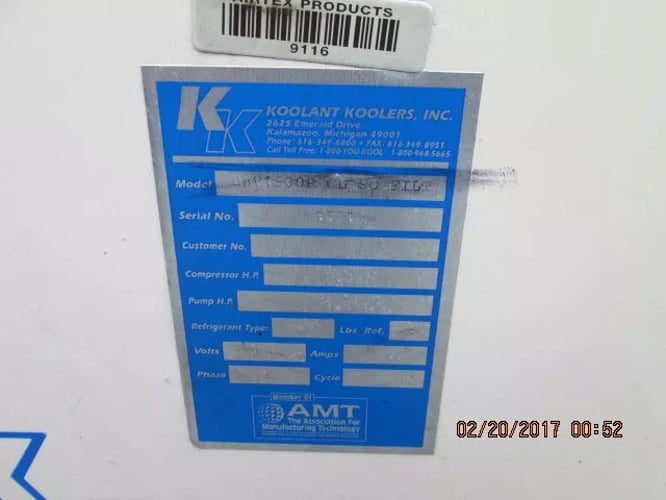 AIRTEX PRODUCTS
9116
KK
KOOLANT KOOLERS, INC.
2625 Emerald Drive
Kalamazoo, Michigan 49001
Phone: 616-349-6800 • FAX: 616-349-8951
Call Toll Free: 1-800-YOU-KOOL 1-800-968-5665
Model FILT
Serial No.
Customer No.
Compressor H.P.
Pump H.P.
Refrigerant Type: Lbs. Ref.
Volts Amps
Phase Cycle
Member Of
AMT
The Association For
Manufacturing Technology
K
02/20/2017 00:52